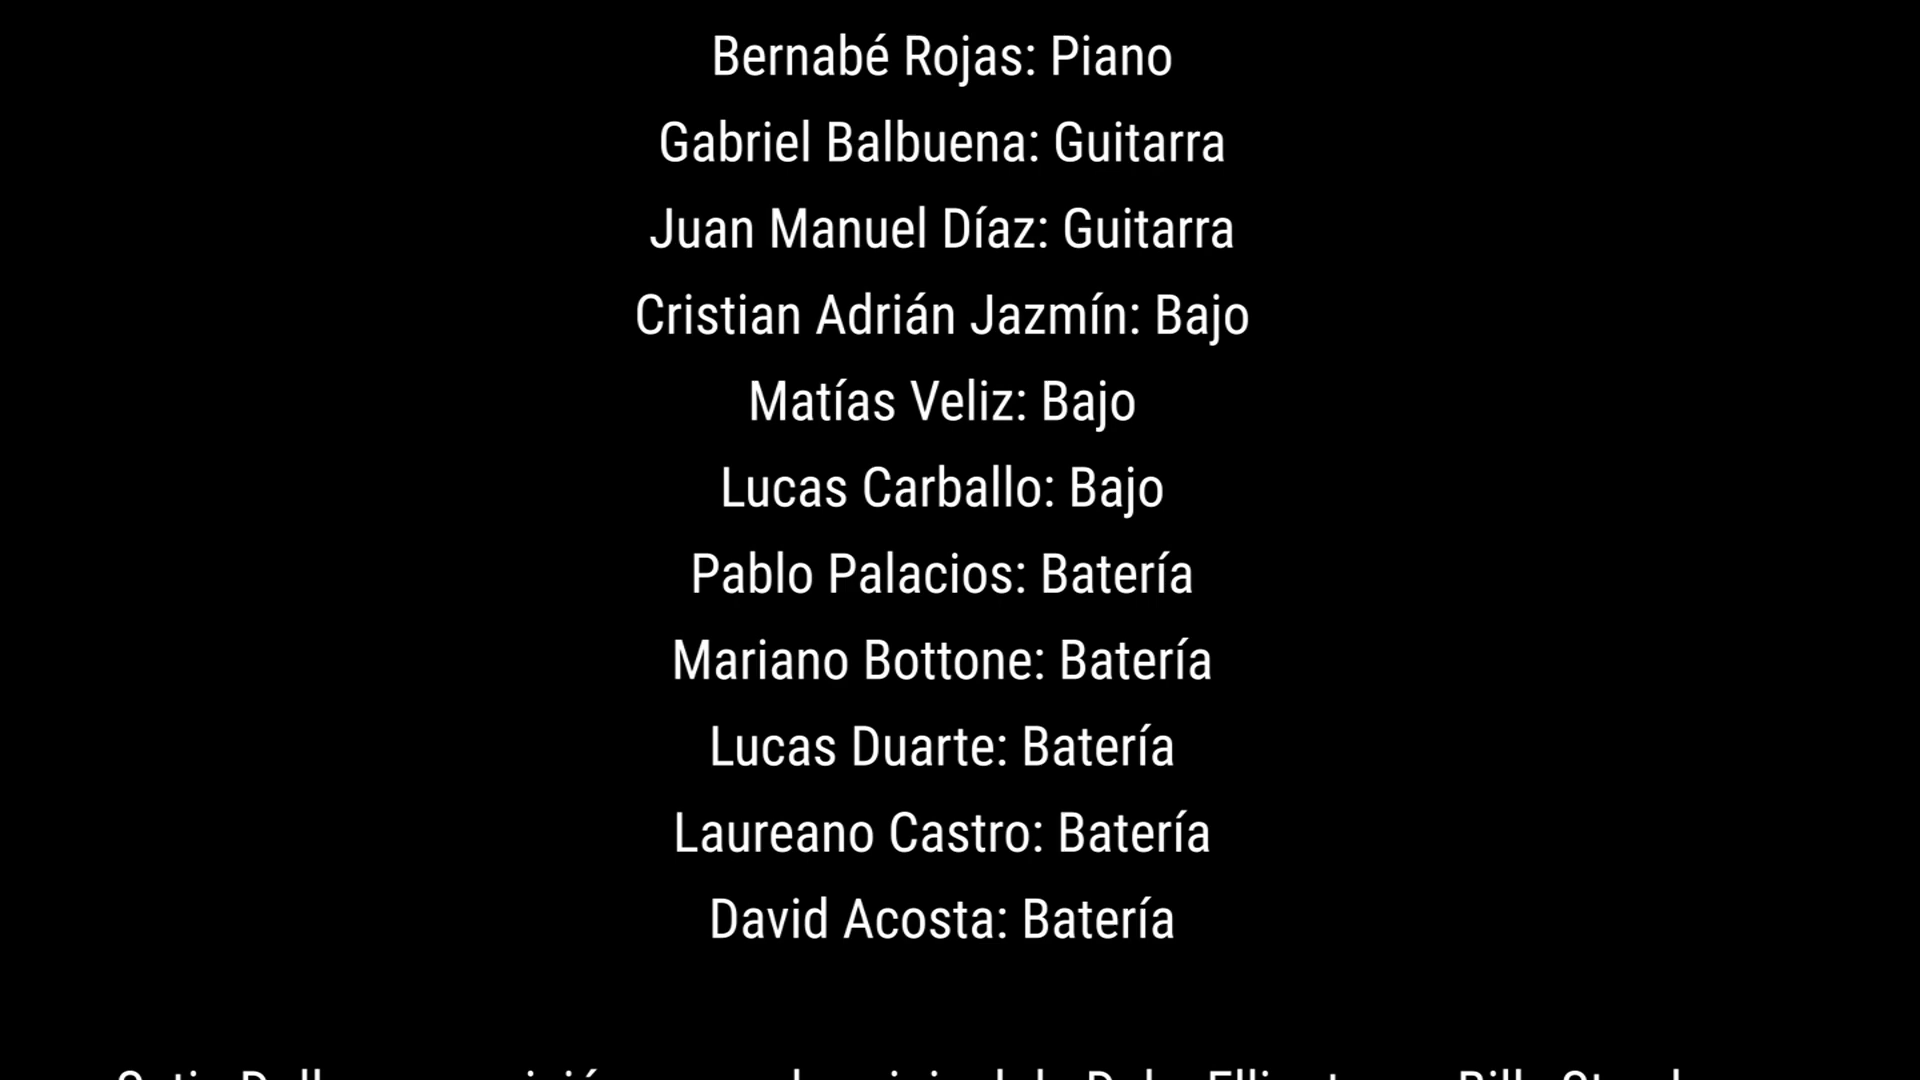 Bernabé Rojas: Piano
Gabriel Balbuena: Guitarra
Juan Manuel Díaz: Guitarra
Cristian Adrián Jazmín: Bajo
Matías Veliz: Bajo
Lucas Carballo: Bajo
Pablo Palacios: Batería
Mariano Bottone: Batería
Lucas Duarte: Batería
Laureano Castro: Batería
David Acosta: Batería